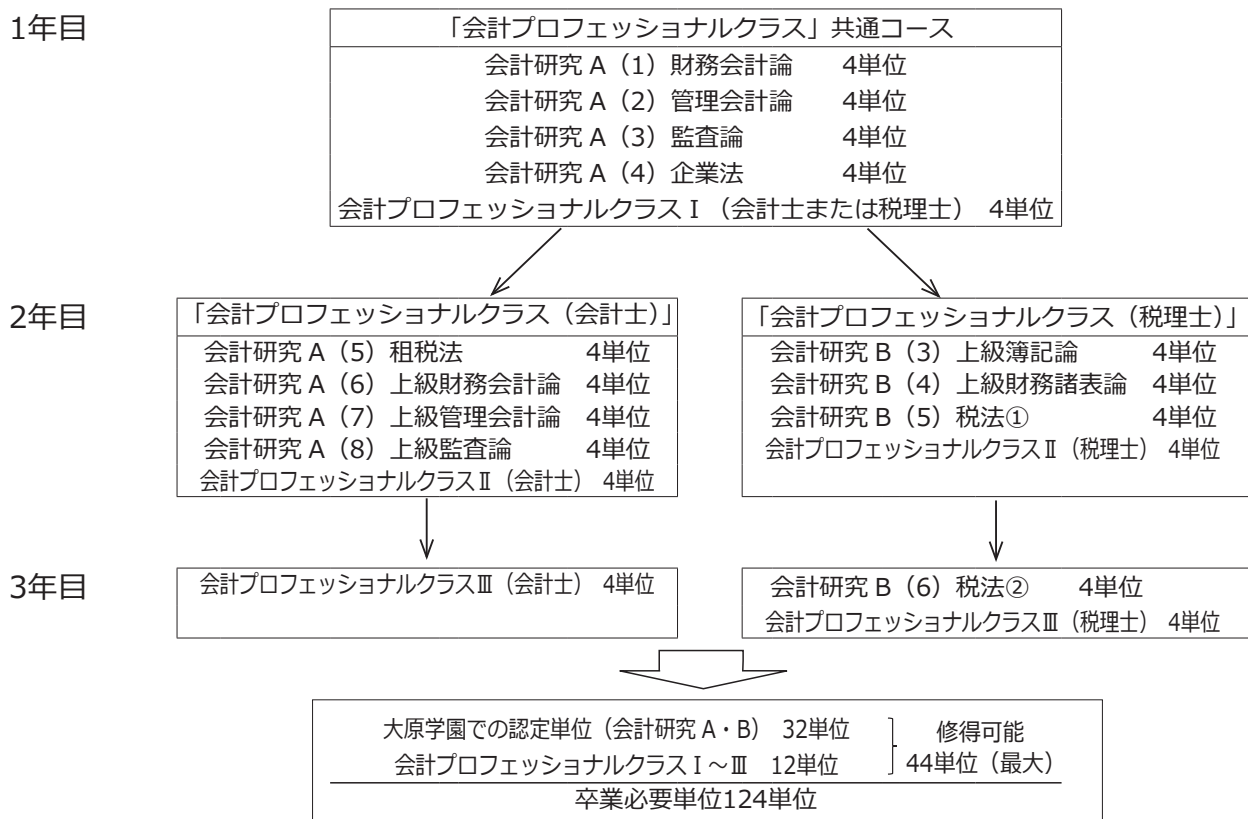 1年目
「会計プロフェッショナルクラス」共通コース
会計研究 A（1）財務会計論 4単位
会計研究 A（2）管理会計論 4単位
会計研究 A（3）監査論 4単位
会計研究 A（4）企業法 4単位
会計プロフェッショナルクラスⅠ（会計士または税理士） 4単位
2年目
「会計プロフェッショナルクラス（会計士）」
会計研究 A（5）租税法 4単位
会計研究 A（6）上級財務会計論 4単位
会計研究 A（7）上級管理会計論 4単位
会計研究 A（8）上級監査論 4単位
会計プロフェッショナルクラスⅡ（会計士） 4単位
「会計プロフェッショナルクラス（税理士）」
会計研究 B（3）上級簿記論 4単位
会計研究 B（4）上級財務諸表論 4単位
会計研究 B（5）税法① 4単位
会計プロフェッショナルクラスⅡ（税理士） 4単位
3年目
会計プロフェッショナルクラスⅢ（会計士） 4単位
会計研究 B（6）税法② 4単位
会計プロフェッショナルクラスⅢ（税理士） 4単位
大原学園での認定単位（会計研究 A・B） 32単位
会計プロフェッショナルクラスⅠ～Ⅲ 12単位
修得可能
44単位（最大）
卒業必要単位124単位